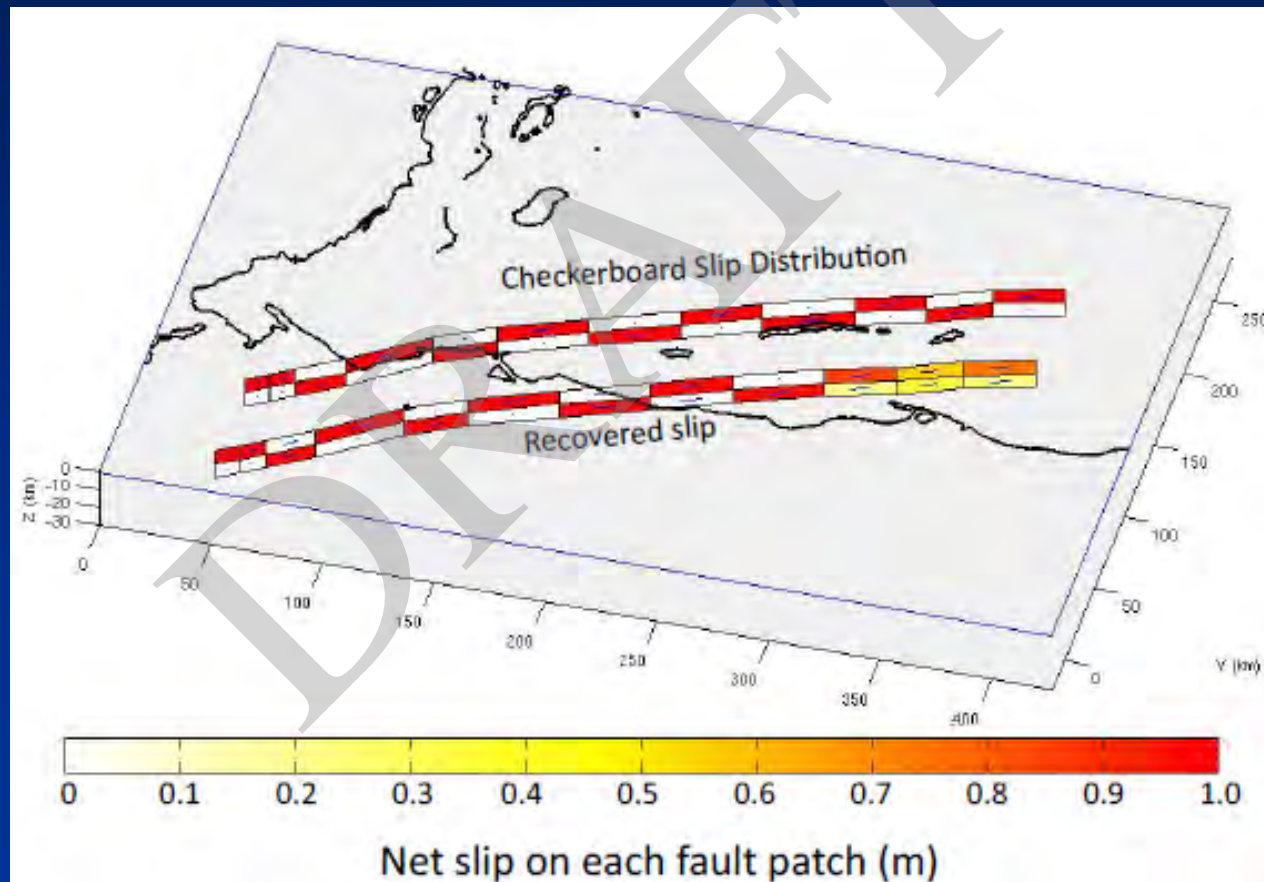 DRAFT
Checkerboard Slip Distribution
Recovered slip
Z (km)
0
-10
-20
-30
0
50
100
150
200
250
300
350
400
0
50
100
150
200
250
Y (km)
0 0.1 0.2 0.3 0.4 0.5 0.6 0.7 0.8 0.9 1.0
Net slip on each fault patch (m)